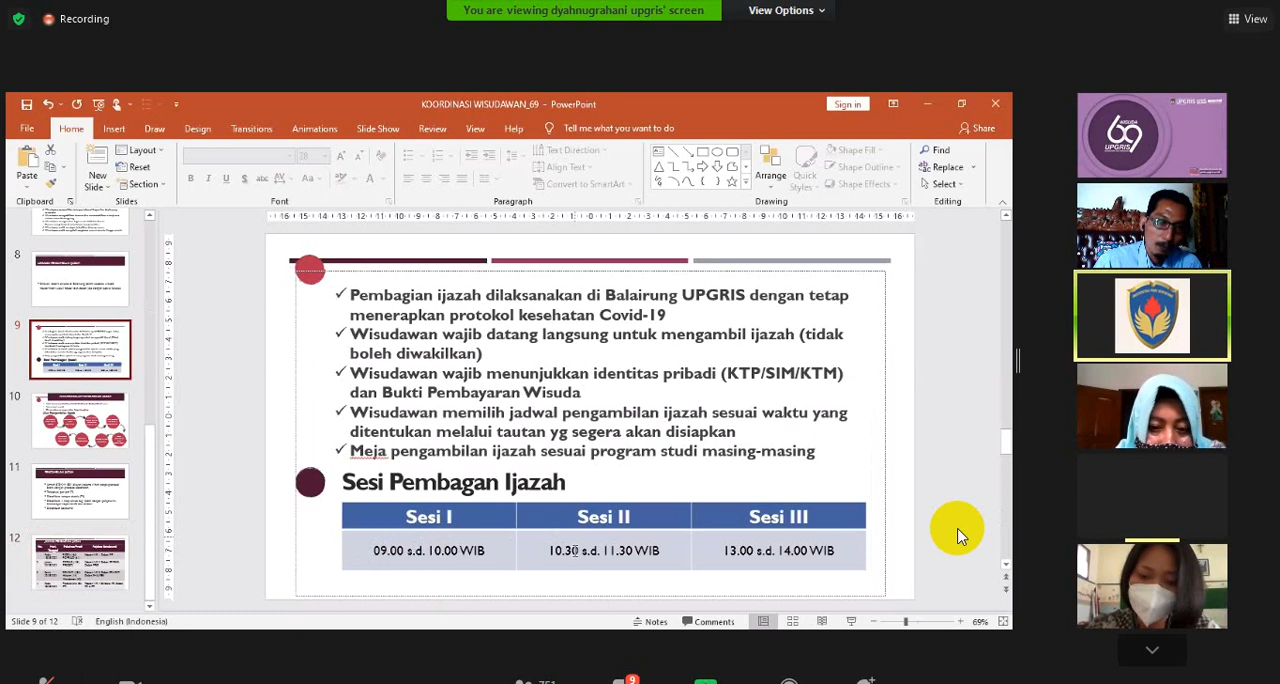 You are viewing dyahnugrahani upgris' screen
View Options
Recording
View
KOORDINASI WISUDAWAN_69 - PowerPoint
Sign in
File Home Insert Draw Design Transitions Animations Slide Show Review View Help Tell me what you want to do
Share
Paste
New
Slide
Layout
Reset
Section
B I U S abc AV Aa A
Text Direction
Align Text
Convert to SmartArt
Arrange
Quick
Styles
Shape Fill
Shape Outline
Shape Effects
Find
Replace
Select
Clipboard
Slides
Font
Paragraph
Drawing
Editing
8
9
10
11
12
Pembagian ijazah dilaksanakan di Balairung UPGRIS dengan tetap
menerapkan protokol kesehatan Covid-19
Wisudawan wajib datang langsung untuk mengambil ijazah (tidak
boleh diwakilkan)
Wisudawan wajib menunjukkan identitas pribadi (KTP/SIM/KTM)
dan Bukti Pembayaran Wisuda
Wisudawan memilih jadwal pengambilan ijazah sesuai waktu yang
ditentukan melalui tautan yg segera akan disiapkan
Meja pengambilan ijazah sesuai program studi masing-masing
Sesi Pembagan Ijazah
Sesi I Sesi II Sesi III
09.00 s.d. 10.00 WIB 10.30 s.d. 11.30 WIB 13.00 s.d. 14.00 WIB
Slide 9 of 12
English (Indonesia)
Notes
Comments
69%
WISUDA
69
UPGRIS
9